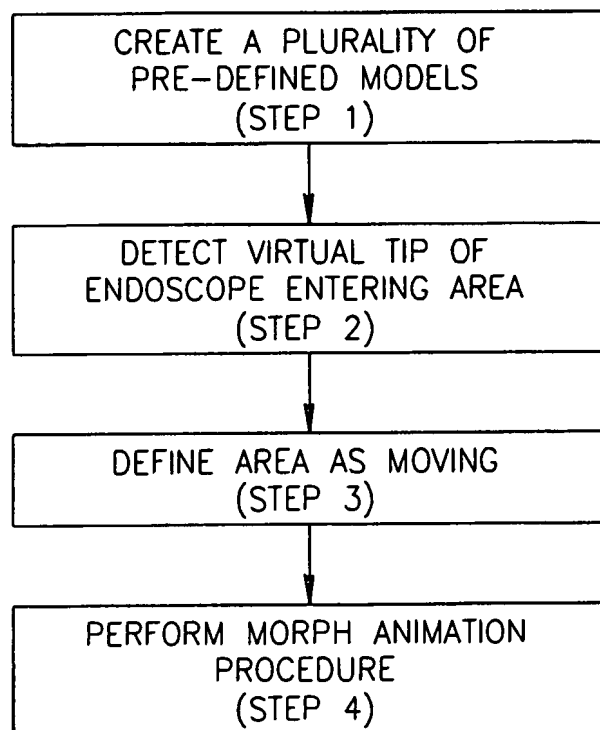 CREATE A PLURALITY OF
PRE-DEFINED MODELS
(STEP 1)
DETECT VIRTUAL TIP OF
ENDOSCOPE ENTERING AREA
(STEP 2)
DEFINE AREA AS MOVING
(STEP 3)
PERFORM MORPH ANIMATION
PROCEDURE
(STEP 4)